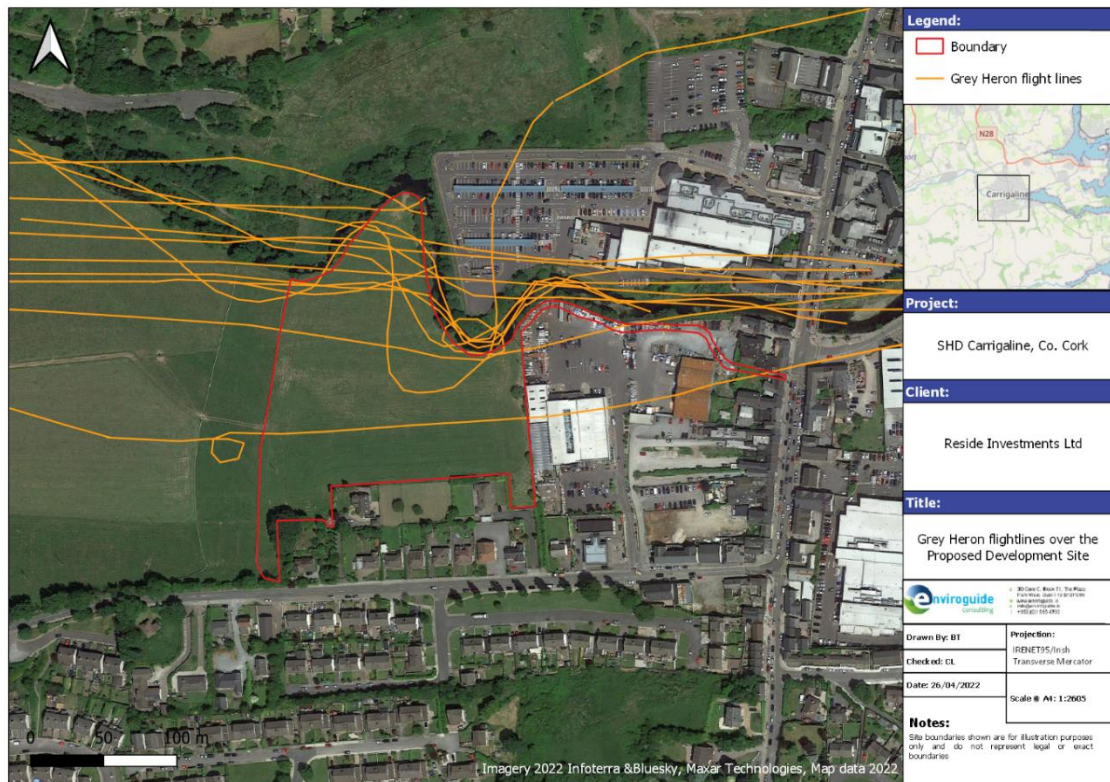 Legend:
Boundary
Grey Heron flight lines
N28
Carrigaline
Project:
SHD Carrigaline, Co. Cork
Client:
Reside Investments Ltd
Title:
Grey Heron flightlines over the
Proposed Development Site
enviroguide
consulting
Drawn By: BT
Checked: CL
Date: 26/04/2022
Projection:
IRENET95/Irish
Transverse Mercator
Scale @ A4: 1:2605
Notes:
Site boundaries shown are for illustration purposes
only and do not represent legal or exact
boundaries
0 50 100 m
Imagery 2022 Infoterra &Bluesky, Maxar Technologies, Map data 2022